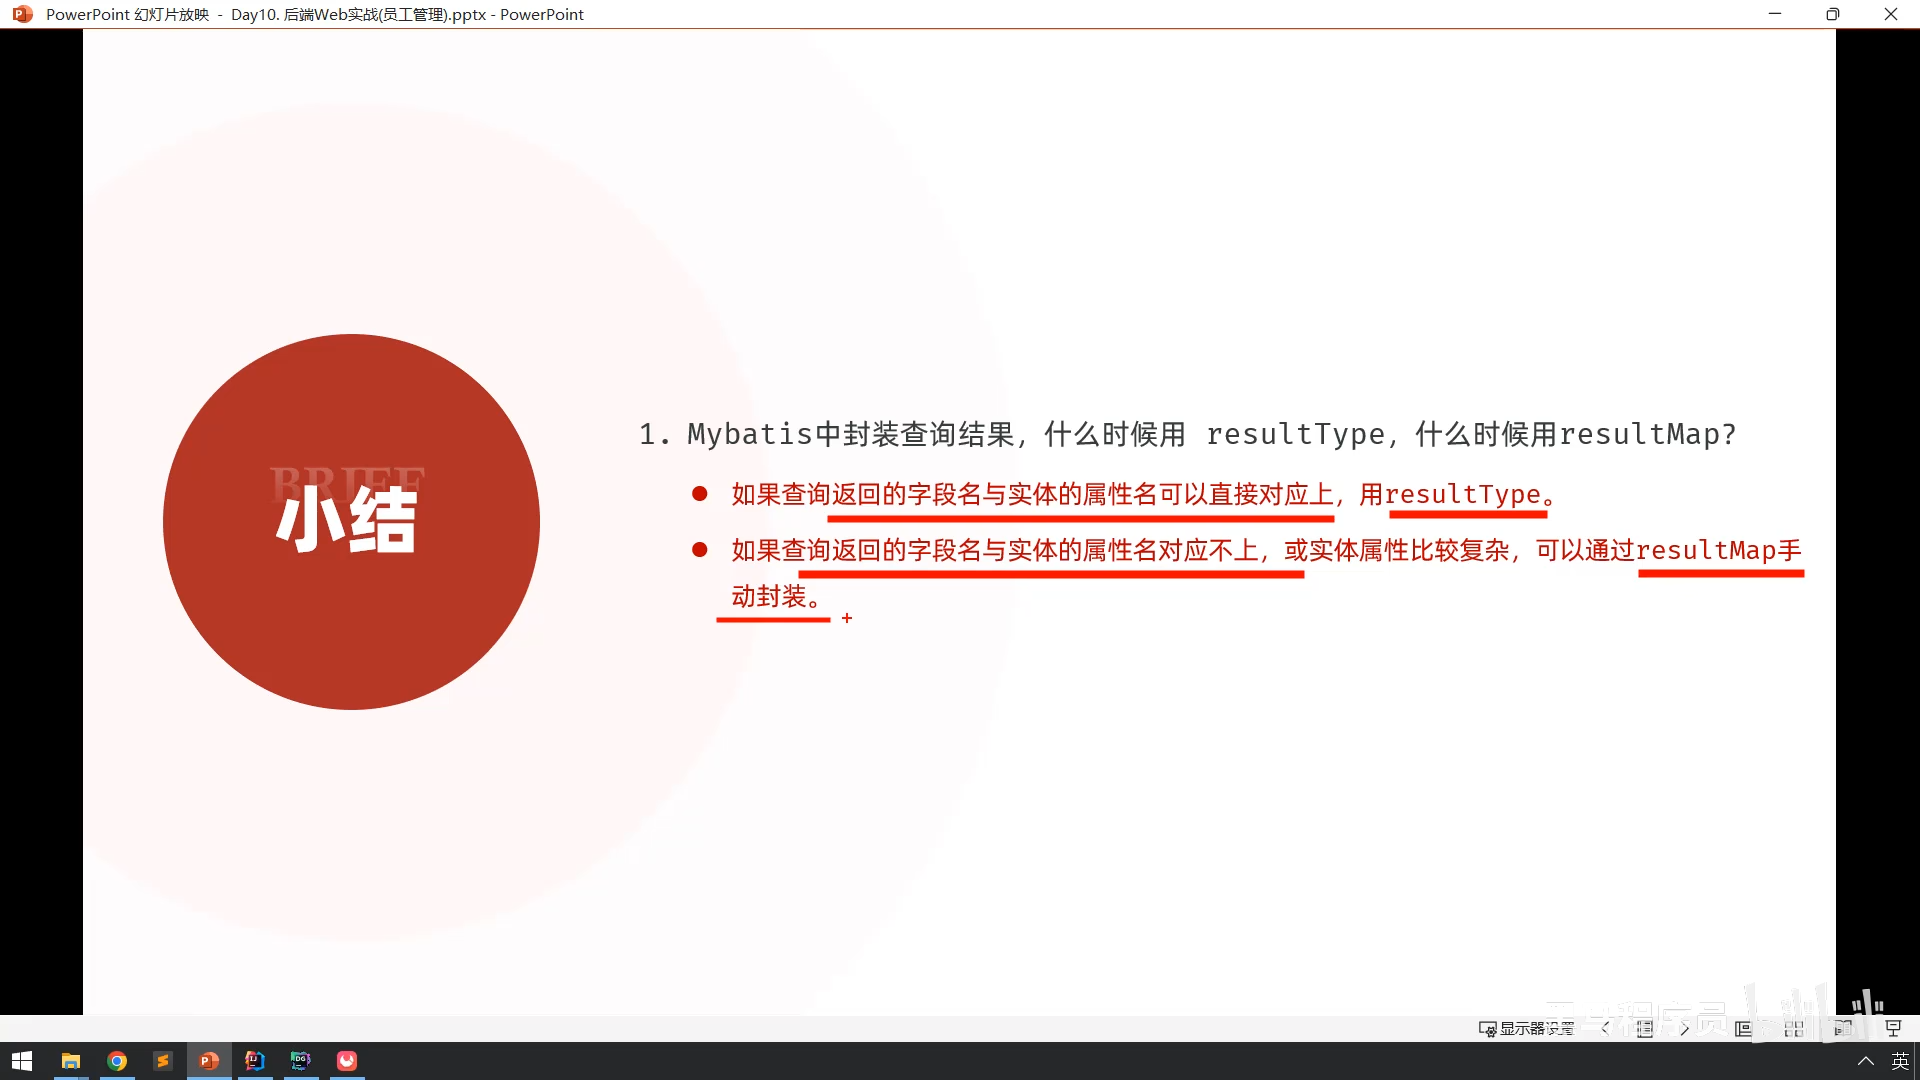 PowerPoint 幻灯片放映 - Day10. 后端Web实战(员工管理).pptx - PowerPoint
BRIEF
小结
1. Mybatis中封装查询结果，什么时候用 resultType，什么时候用resultMap？
如果查询返回的字段名与实体的属性名可以直接对应上，用resultType。
如果查询返回的字段名与实体的属性名对应不上，或实体属性比较复杂，可以通过resultMap手
动封装。
显示器设置
英